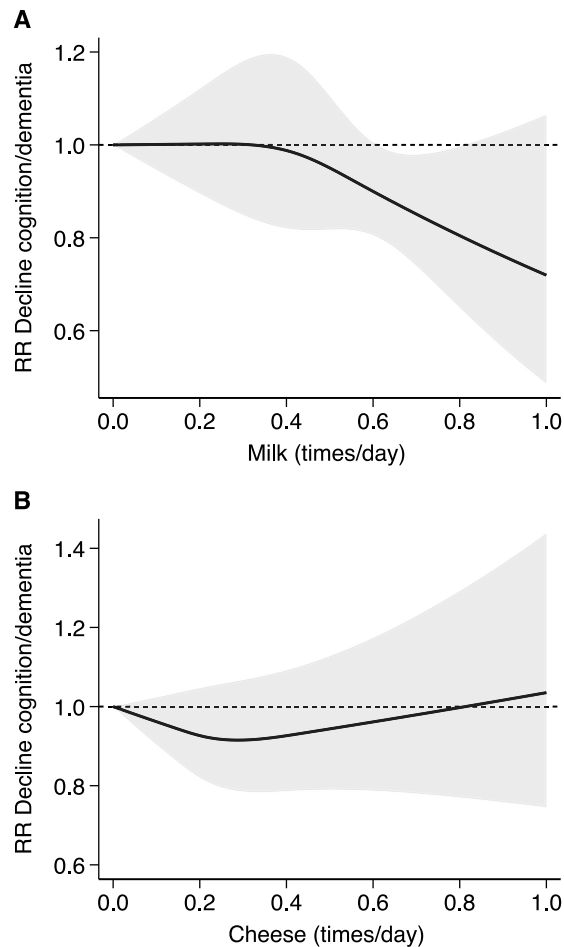 A
RR Decline cognition/dementia
1.2
1.0
0.8
0.6
0.0 0.2 0.4 0.6 0.8 1.0
Milk (times/day)
B
RR Decline cognition/dementia
1.4
1.2
1.0
0.8
0.6
0.0 0.2 0.4 0.6 0.8 1.0
Cheese (times/day)